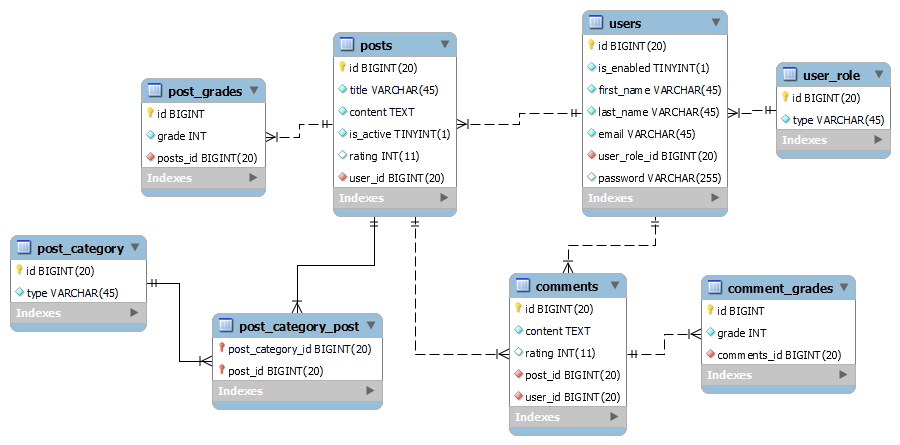 users
id BIGINT(20)
is_enabled TINYINT(1)
first_name VARCHAR(45)
last_name VARCHAR(45)
email VARCHAR(45)
user_role_id BIGINT(20)
password VARCHAR(255)
Indexes
posts
id BIGINT(20)
title VARCHAR(45)
content TEXT
is_active TINYINT(1)
rating INT(11)
user_id BIGINT(20)
Indexes
user_role
id BIGINT(20)
type VARCHAR(45)
Indexes
post_grades
id BIGINT
grade INT
posts_id BIGINT(20)
Indexes
post_category
id BIGINT(20)
type VARCHAR(45)
Indexes
post_category_post
post_category_id BIGINT(20)
post_id BIGINT(20)
Indexes
comments
id BIGINT(20)
content TEXT
rating INT(11)
post_id BIGINT(20)
user_id BIGINT(20)
Indexes
comment_grades
id BIGINT
grade INT
comments_id BIGINT(20)
Indexes